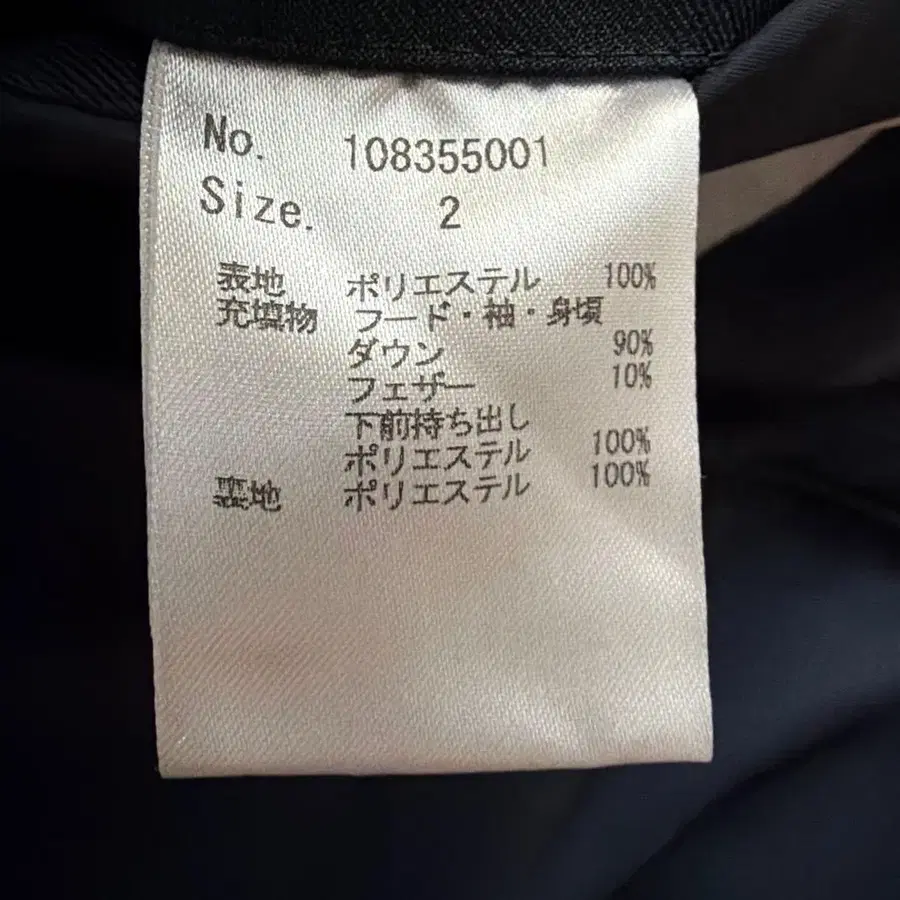 No. 108355001
Size. 2
表地 ポリエステル 100%
充填物 フード・袖・身頃
ダウン 90%
フェザー 10%
下前持ち出し
ポリエステル 100%
裏地 ポリエステル 100%